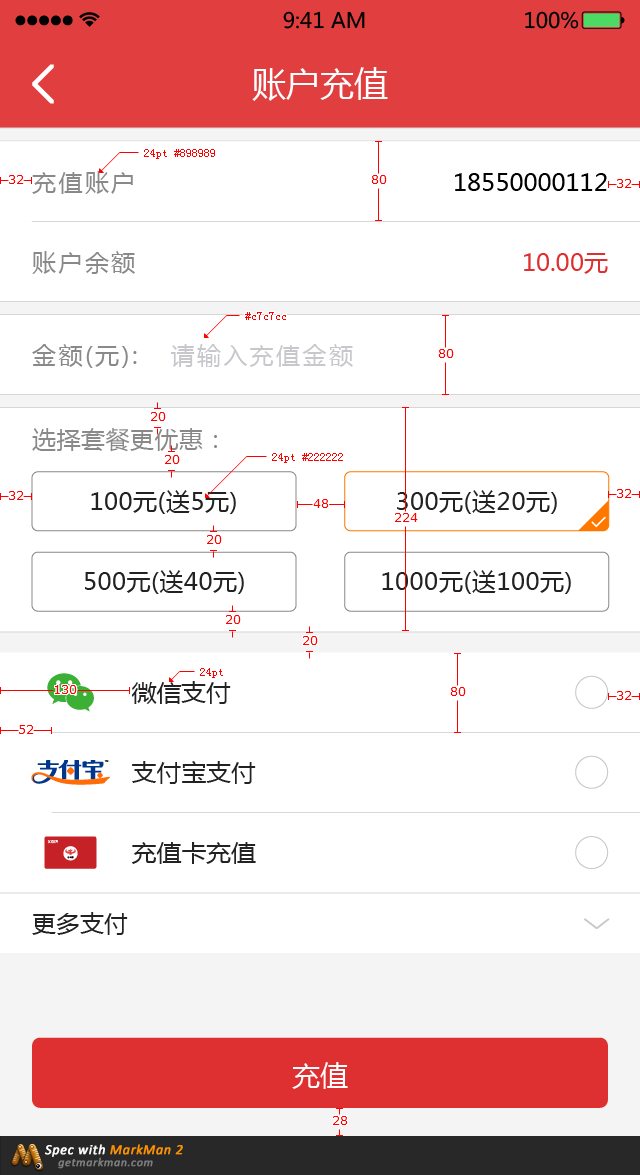 9:41 AM 100%
账户充值
24pt #898989
32 充值账户 80 18550000112 32
账户余额 10.00元
#c7c7cc
金额(元): 请输入充值金额 80
20
选择套餐更优惠：
20 24pt #222222
32 100元(送5元) 48 300元(送20元) 32
224
20
500元(送40元) 1000元(送100元)
20
20
24pt
130 微信支付 80 32
52
支付宝 支付宝支付
充值卡充值
更多支付
充值
28
Spec with MarkMan 2
getmarkman.com